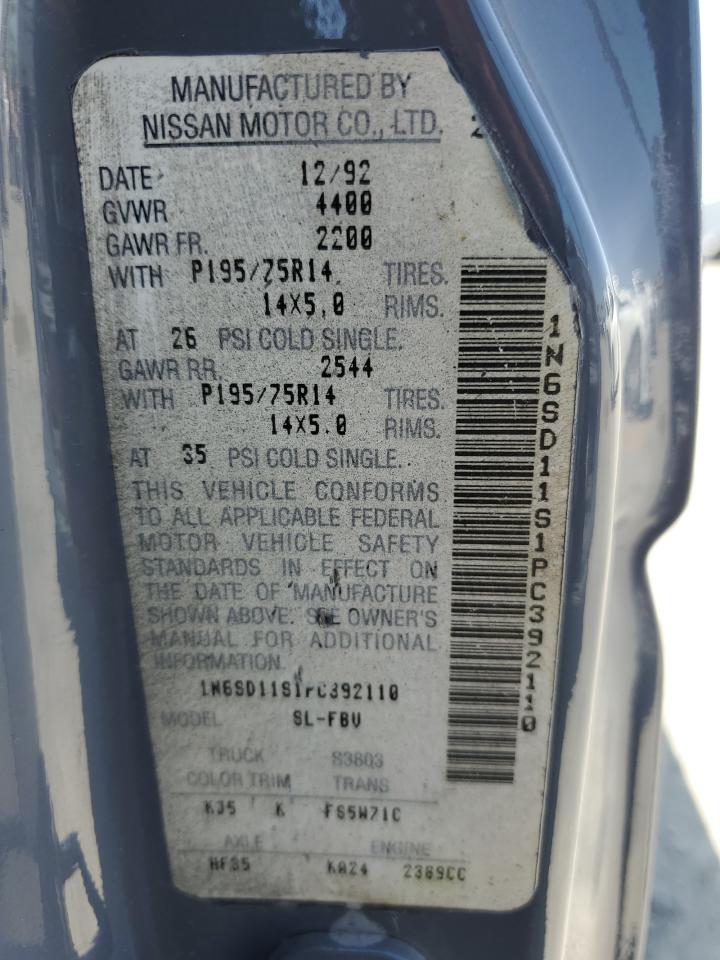 MANUFACTURED BY
NISSAN MOTOR CO., LTD.
DATE 12/92
GVWR 4400
GAWR FR. 2200
WITH P195/75R14 TIRES.
14X5.0 RIMS.
AT 26 PSI COLD SINGLE.
GAWR RR. 2544
WITH P195/75R14 TIRES.
14X5.0 RIMS.
AT 35 PSI COLD SINGLE.
THIS VEHICLE CONFORMS
TO ALL APPLICABLE FEDERAL
MOTOR VEHICLE SAFETY
STANDARDS IN EFFECT ON
THE DATE OF MANUFACTURE
SHOWN ABOVE. SEE OWNER'S
MANUAL FOR ADDITIONAL
INFORMATION.
1N6SD11S1PC392110
MODEL SL-FBV
TRUCK S3803
COLOR TRIM TRANS
K35 K FS5W71C
AXLE ENGINE
HF35 KA24 2389CC
1N6SD11S1PC392110